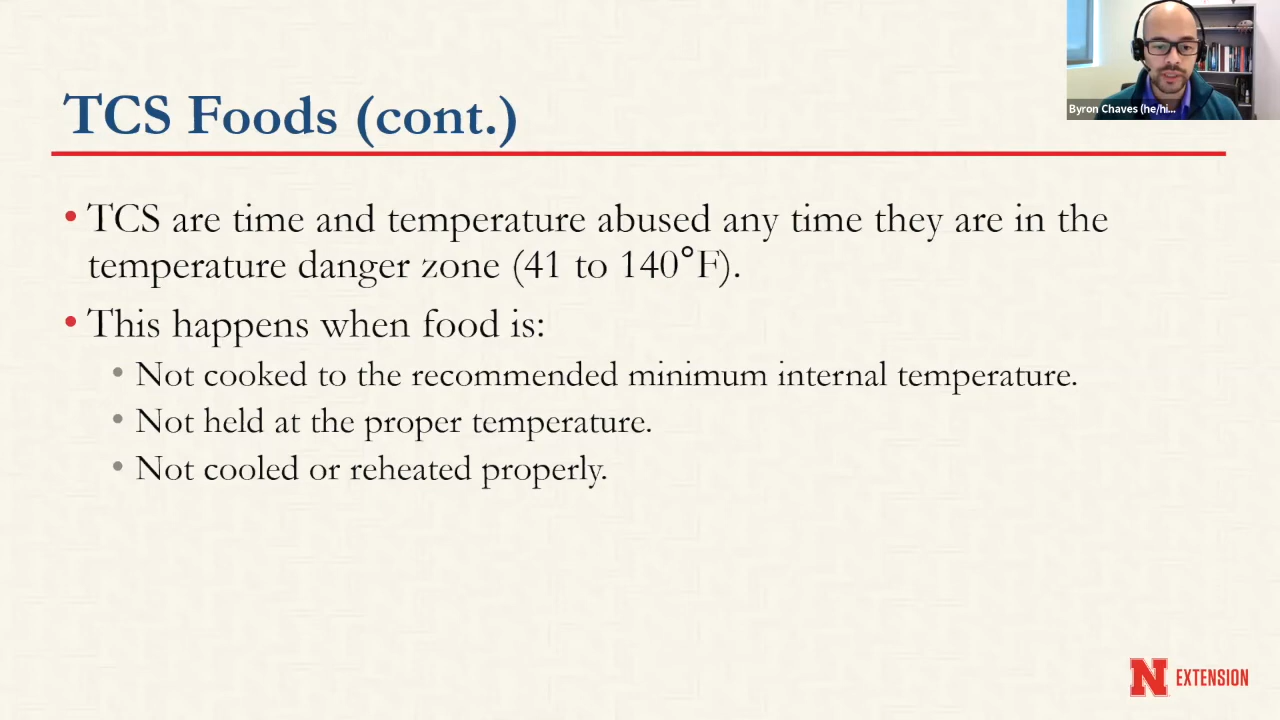 TCS Foods (cont.)
Byron Chaves (he/hi...
• TCS are time and temperature abused any time they are in the
temperature danger zone (41 to 140°F).
• This happens when food is:
• Not cooked to the recommended minimum internal temperature.
• Not held at the proper temperature.
• Not cooled or reheated properly.
N EXTENSION